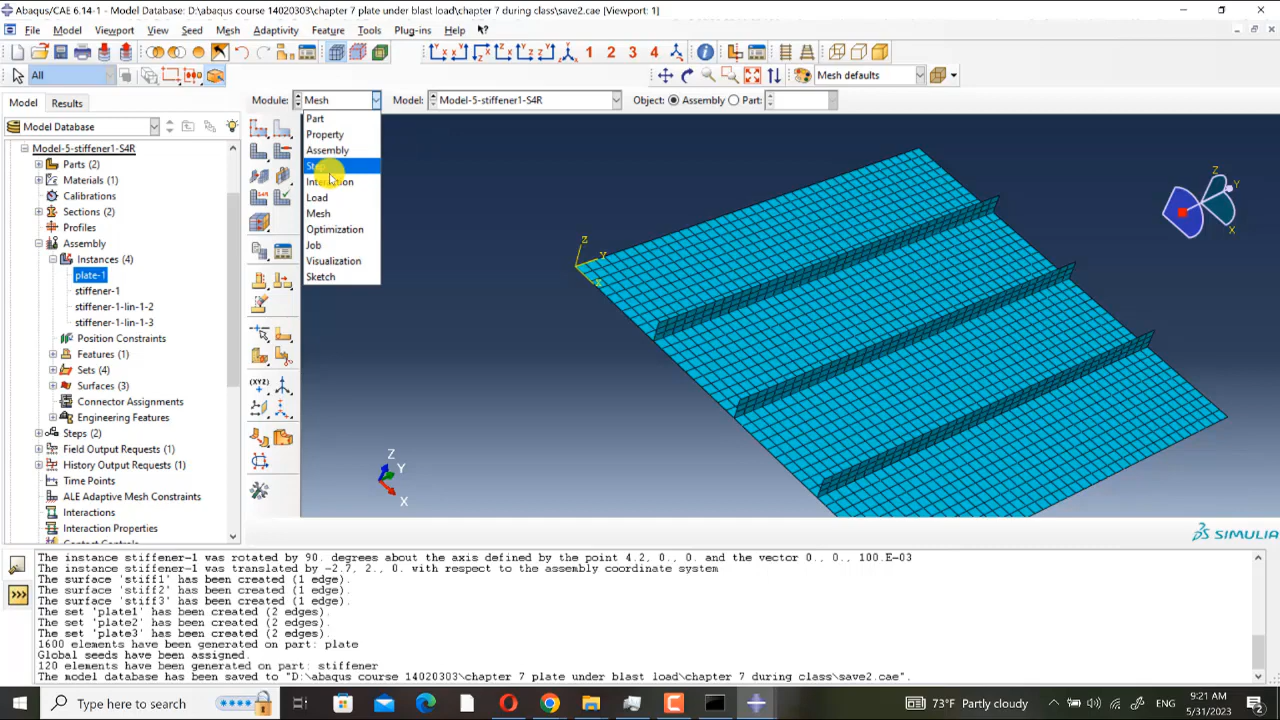 Abaqus/CAE 6.14-1 - Model Database: D:\abaqus course 14020303\chapter 7 plate under blast load\chapter 7 during class\save2.cae [Viewport: 1]
File Model Viewport View Seed Mesh Adaptivity Feature Tools Plug-ins Help
1 2 3 4
All Mesh defaults
Model Results Module: Mesh Model: Model-5-stiffener1-S4R Object: Assembly Part:
Model Database
Model-5-stiffener1-S4R
Parts (2)
Materials (1)
Calibrations
Sections (2)
Profiles
Assembly
Instances (4)
plate-1
stiffener-1
stiffener-1-lin-1-2
stiffener-1-lin-1-3
Position Constraints
Features (1)
Sets (4)
Surfaces (3)
Connector Assignments
Engineering Features
Steps (2)
Field Output Requests (1)
History Output Requests (1)
Time Points
ALE Adaptive Mesh Constraints
Interactions
Interaction Properties
Part
Property
Assembly
Step
Interaction
Load
Mesh
Optimization
Job
Visualization
Sketch
Z
Y
X
Z
Y
X
Z
Y
X
SIMULIA
The instance stiffener-1 was rotated by 90. degrees about the axis defined by the point 4.2, 0., 0. and the vector 0., 0., 100.E-03
The instance stiffener-1 was translated by -2.7, 2., 0. with respect to the assembly coordinate system
The surface 'stiff1' has been created (1 edge).
The surface 'stiff2' has been created (1 edge).
The surface 'stiff3' has been created (1 edge).
The set 'plate1' has been created (2 edges).
The set 'plate2' has been created (2 edges).
The set 'plate3' has been created (2 edges).
1600 elements have been generated on part: plate
Global seeds have been assigned.
120 elements have been generated on part: stiffener
The model database has been saved to "D:\abaqus course 14020303\chapter 7 plate under blast load\chapter 7 during class\save2.cae".
Type here to search
73°F Partly cloudy
ENG
9:21 AM
5/31/2023